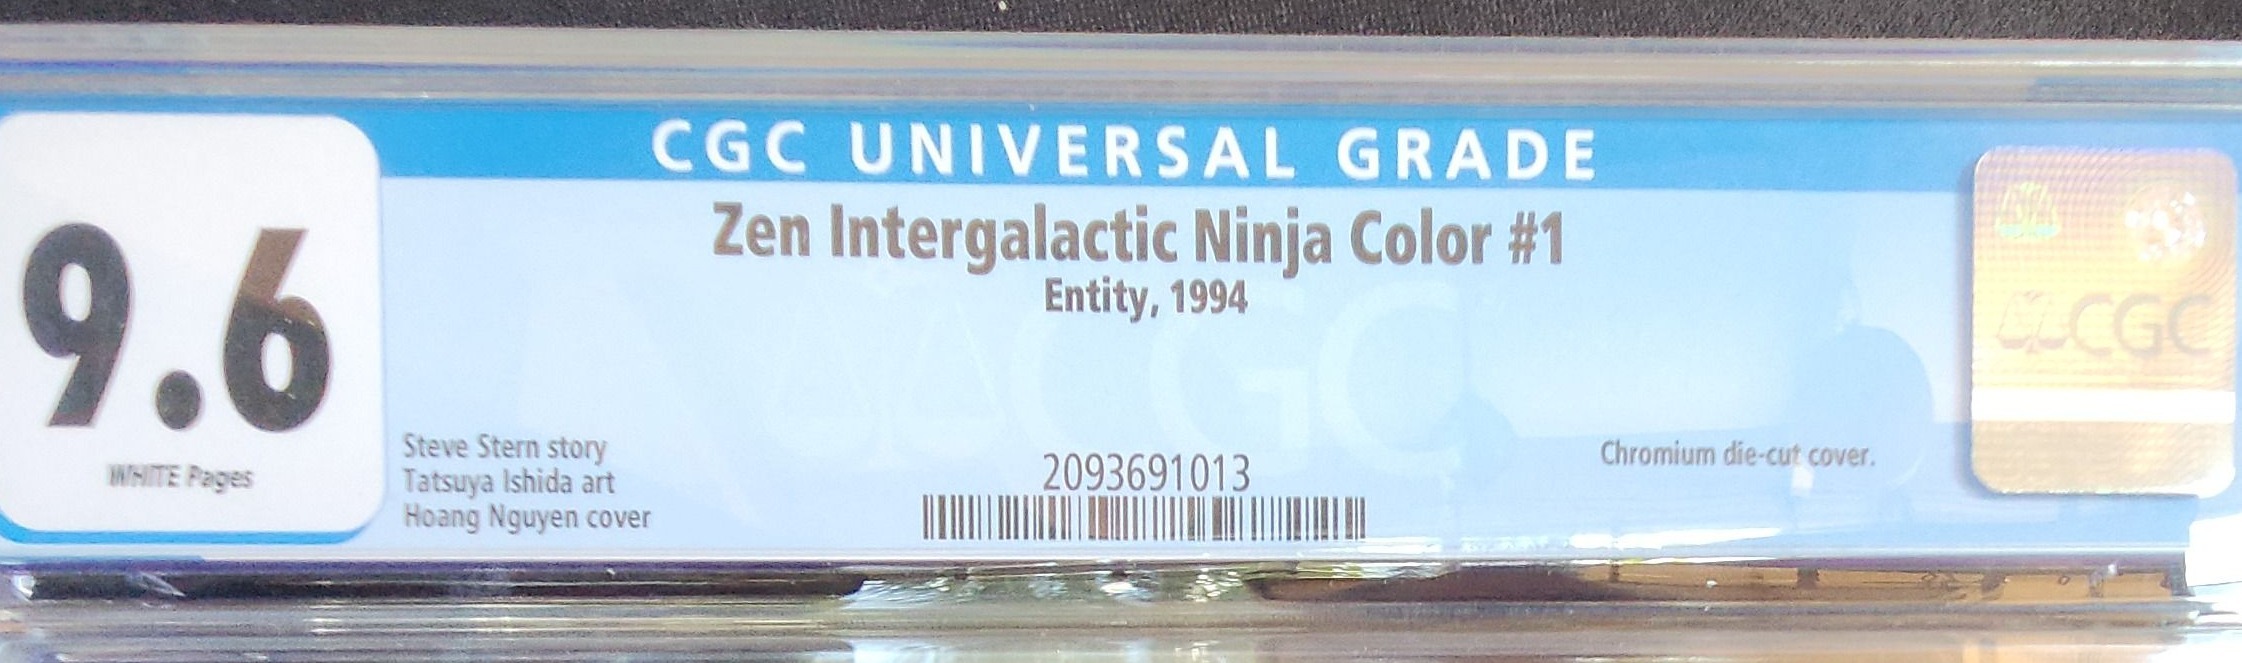 CGC UNIVERSAL GRADE
9.6
WHITE Pages
Zen Intergalactic Ninja Color #1
Entity, 1994
Steve Stern story
Tatsuya Ishida art
Hoang Nguyen cover
2093691013
Chromium die-cut cover.
CGC
CGC